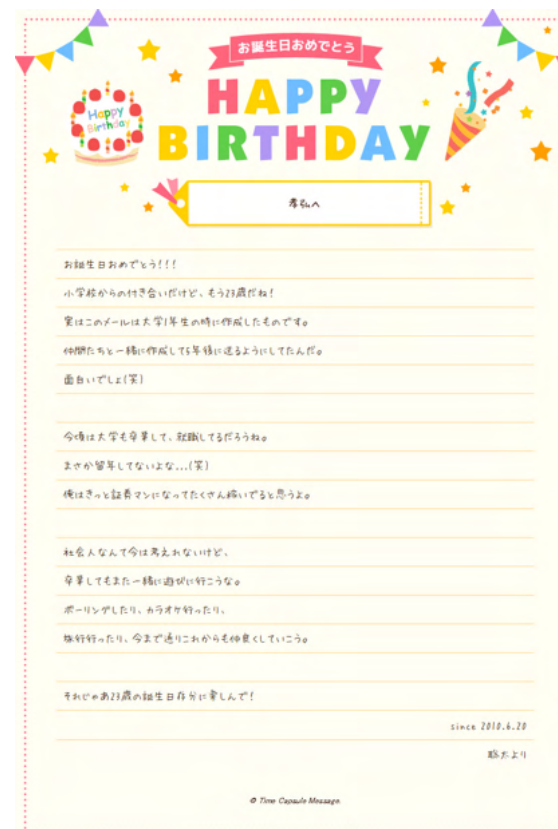 お誕生日おめでとう
HAPPY
BIRTHDAY
Happy
Birthday
孝弘へ
お誕生日おめでとう!!!
小学校からの付き合いだけど、もう23歳だね!
実はこのメールは大学1年生の時に作成したものです。
仲間たちと一緒に作成して5年後に送るようにしてたんだ。
面白いでしょ(笑)
今頃は大学も卒業して、就職してるだろうね。
まさか留年してないよな...(笑)
俺はきっと証券マンになってたくさん稼いでると思うよ。
社会人なんて今は考えれないけど、
卒業してもまた一緒に遊びに行こうな。
ボーリングしたり、カラオケ行ったり、
旅行行ったり、今まで通りこれからも仲良くしていこう。
それじゃあ23歳の誕生日存分に楽しんで!
since 2010.6.20
聡太より
© Time Capsule Message.